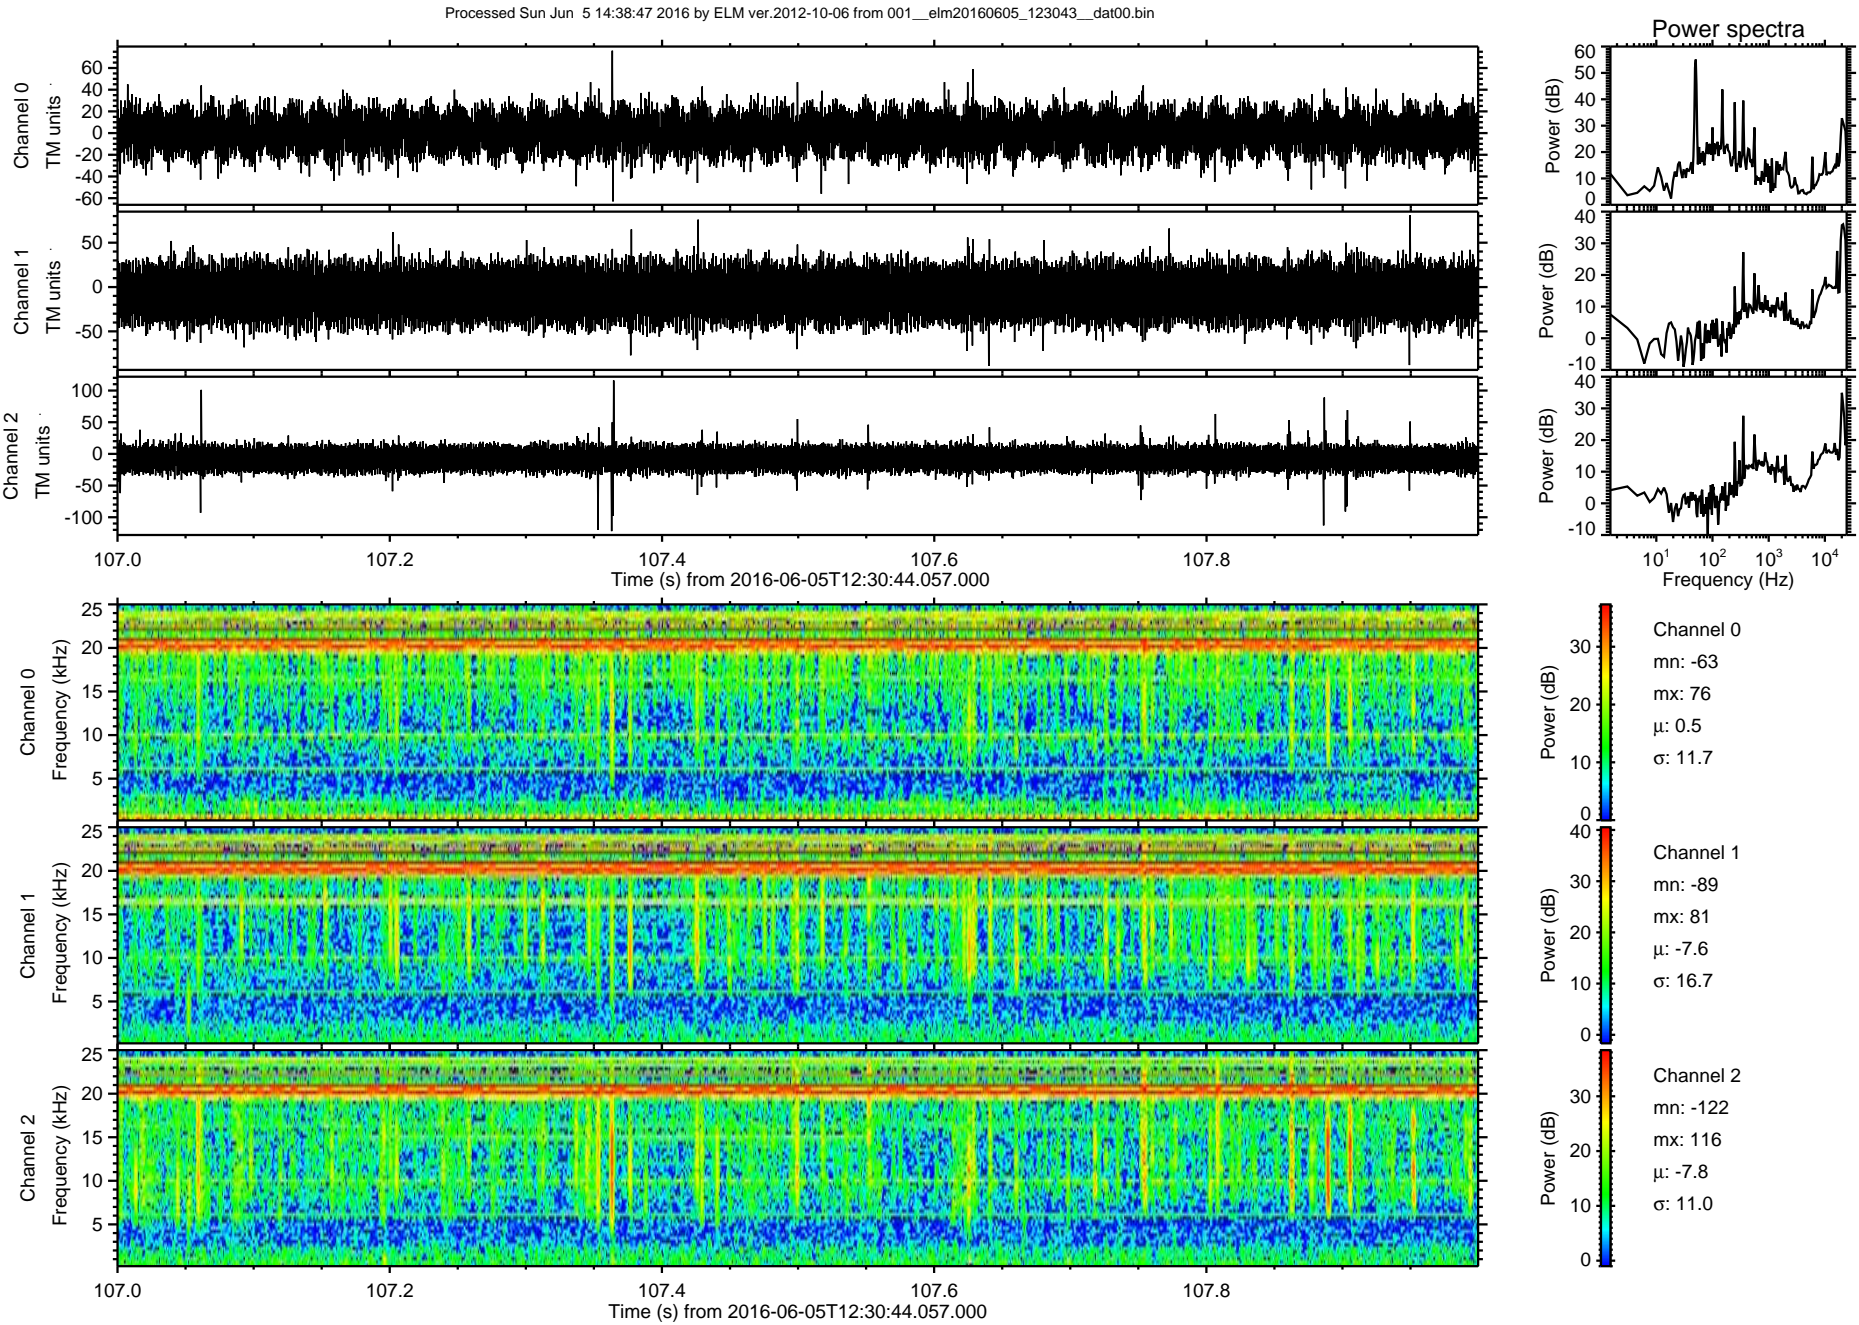 Processed Sun Jun 5 14:38:47 2016 by ELM ver.2012-10-06 from 001__elm20160605_123043__dat00.bin
Power spectra
Channel 0
TM units
60
40
20
0
-20
-40
-60
Power (dB)
60
50
40
30
20
10
0
Channel 1
TM units
50
0
-50
Power (dB)
40
30
20
10
0
-10
Channel 2
TM units
100
50
0
-50
-100
Power (dB)
40
30
20
10
0
-10
107.0 107.2 107.4 107.6 107.8
Time (s) from 2016-06-05T12:30:44.057.000
10^1 10^2 10^3 10^4
Frequency (Hz)
Channel 0
Frequency (kHz)
25
20
15
10
5
Power (dB)
30
20
10
0
Channel 0
mn: -63
mx: 76
μ: 0.5
σ: 11.7
Channel 1
Frequency (kHz)
25
20
15
10
5
Power (dB)
40
30
20
10
0
Channel 1
mn: -89
mx: 81
μ: -7.6
σ: 16.7
Channel 2
Frequency (kHz)
25
20
15
10
5
Power (dB)
30
20
10
0
Channel 2
mn: -122
mx: 116
μ: -7.8
σ: 11.0
107.0 107.2 107.4 107.6 107.8
Time (s) from 2016-06-05T12:30:44.057.000